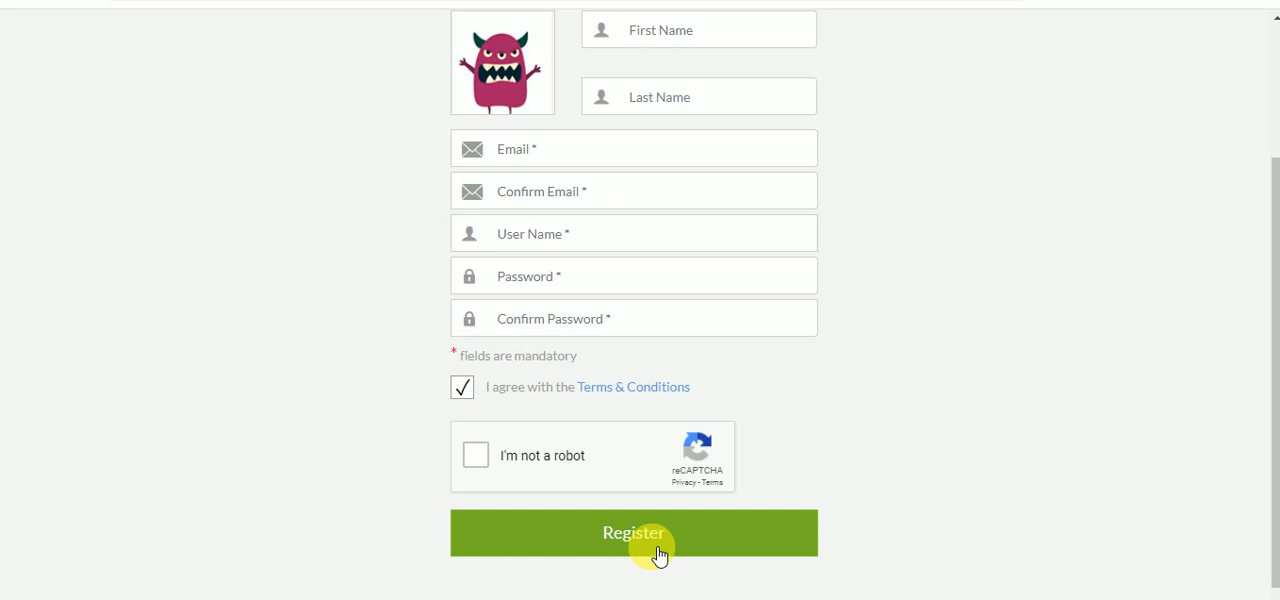 First Name
Last Name
Email *
Confirm Email *
User Name *
Password *
Confirm Password *
* fields are mandatory
I agree with the Terms & Conditions
I'm not a robot
reCAPTCHA
Privacy - Terms
Register